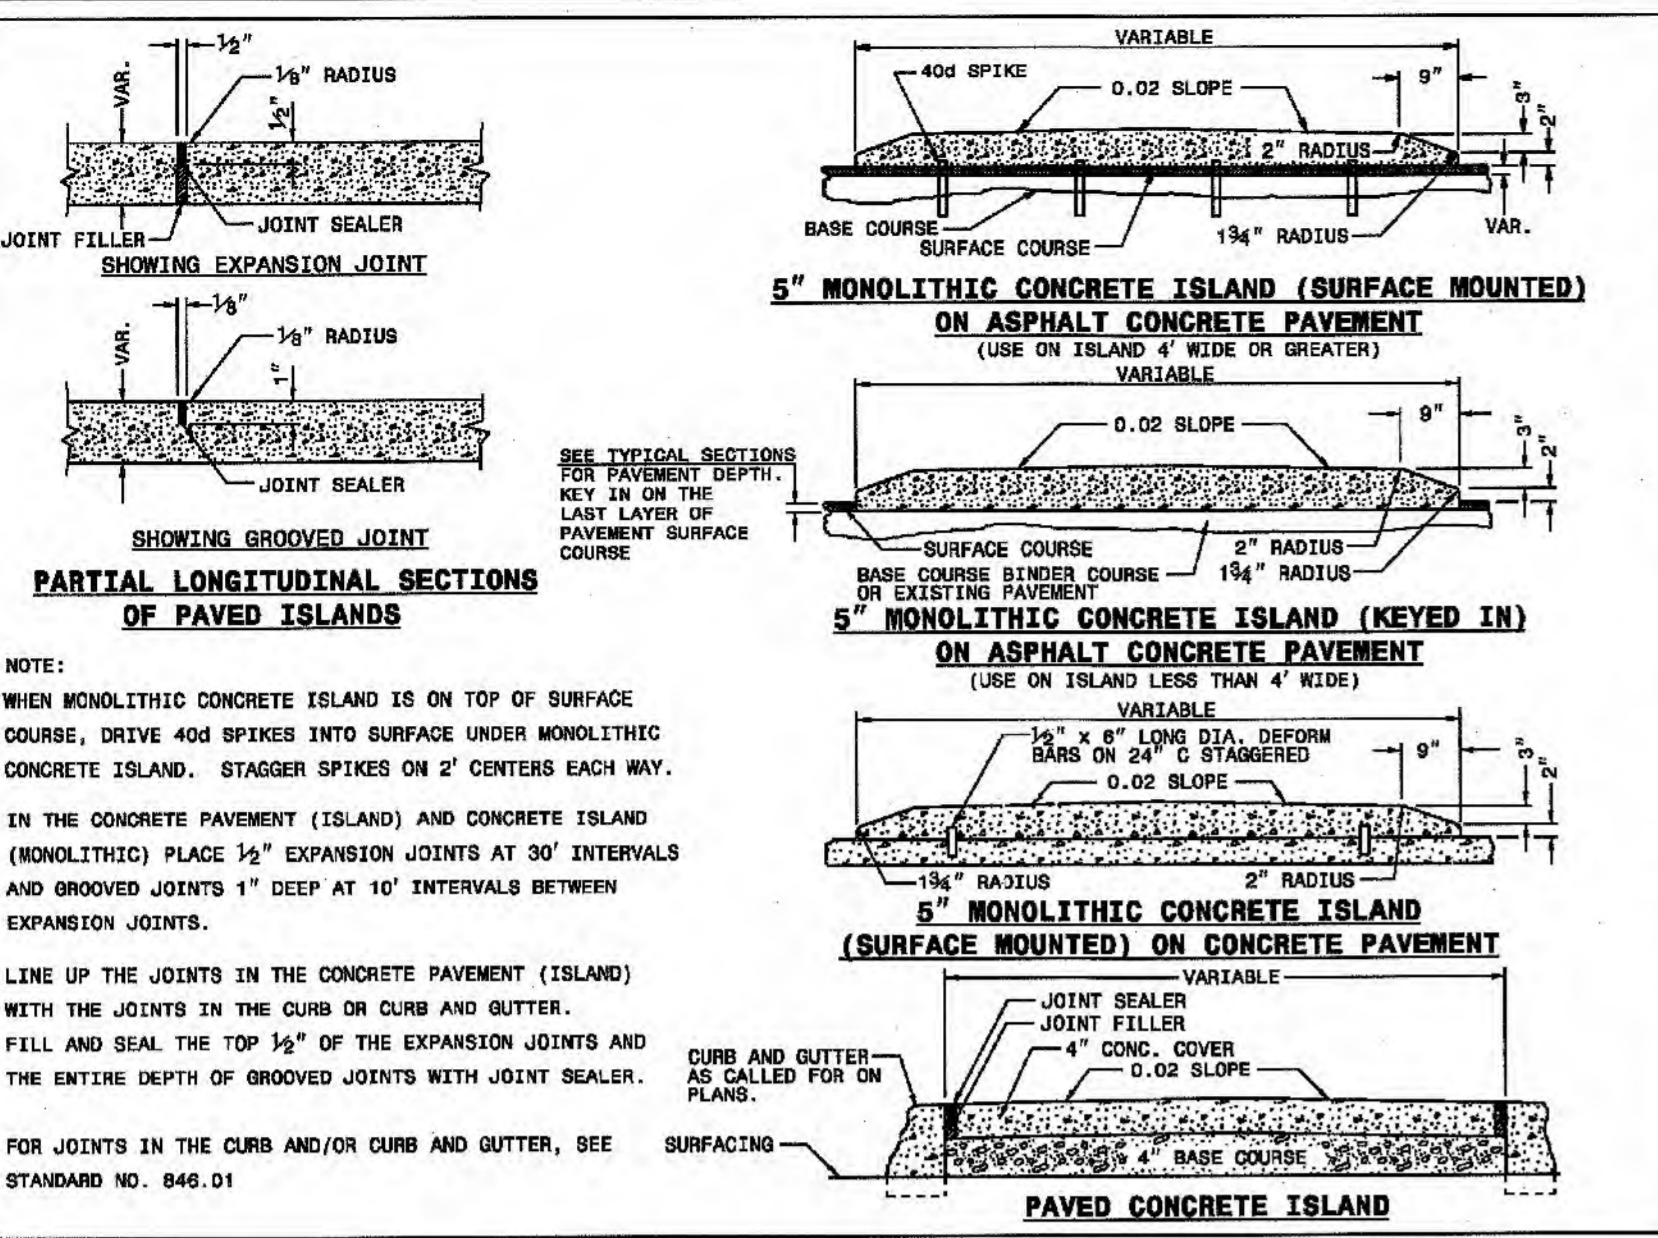 ½"
⅛" RADIUS
VAR.
½"
JOINT SEALER
JOINT FILLER
SHOWING EXPANSION JOINT
⅛"
⅛" RADIUS
VAR.
1"
JOINT SEALER
SHOWING GROOVED JOINT
PARTIAL LONGITUDINAL SECTIONS
OF PAVED ISLANDS
NOTE:
WHEN MONOLITHIC CONCRETE ISLAND IS ON TOP OF SURFACE
COURSE, DRIVE 40d SPIKES INTO SURFACE UNDER MONOLITHIC
CONCRETE ISLAND. STAGGER SPIKES ON 2' CENTERS EACH WAY.
IN THE CONCRETE PAVEMENT (ISLAND) AND CONCRETE ISLAND
(MONOLITHIC) PLACE ½" EXPANSION JOINTS AT 30' INTERVALS
AND GROOVED JOINTS 1" DEEP AT 10' INTERVALS BETWEEN
EXPANSION JOINTS.
LINE UP THE JOINTS IN THE CONCRETE PAVEMENT (ISLAND)
WITH THE JOINTS IN THE CURB OR CURB AND GUTTER.
FILL AND SEAL THE TOP ½" OF THE EXPANSION JOINTS AND
THE ENTIRE DEPTH OF GROOVED JOINTS WITH JOINT SEALER.
FOR JOINTS IN THE CURB AND/OR CURB AND GUTTER, SEE
STANDARD NO. 846.01
VARIABLE
40d SPIKE
0.02 SLOPE
9"
3"
2"
2" RADIUS
BASE COURSE
SURFACE COURSE
1¾" RADIUS
VAR.
5" MONOLITHIC CONCRETE ISLAND (SURFACE MOUNTED)
ON ASPHALT CONCRETE PAVEMENT
(USE ON ISLAND 4' WIDE OR GREATER)
VARIABLE
0.02 SLOPE
9"
3"
2"
SEE TYPICAL SECTIONS
FOR PAVEMENT DEPTH.
KEY IN ON THE
LAST LAYER OF
PAVEMENT SURFACE
COURSE
SURFACE COURSE
2" RADIUS
BASE COURSE BINDER COURSE
OR EXISTING PAVEMENT
1¾" RADIUS
5" MONOLITHIC CONCRETE ISLAND (KEYED IN)
ON ASPHALT CONCRETE PAVEMENT
(USE ON ISLAND LESS THAN 4' WIDE)
VARIABLE
½" X 6" LONG DIA. DEFORM
BARS ON 24" C STAGGERED
0.02 SLOPE
9"
3"
2"
1¾" RADIUS
2" RADIUS
5" MONOLITHIC CONCRETE ISLAND
(SURFACE MOUNTED) ON CONCRETE PAVEMENT
VARIABLE
JOINT SEALER
JOINT FILLER
4" CONC. COVER
0.02 SLOPE
CURB AND GUTTER
AS CALLED FOR ON
PLANS.
SURFACING
4" BASE COURSE
PAVED CONCRETE ISLAND